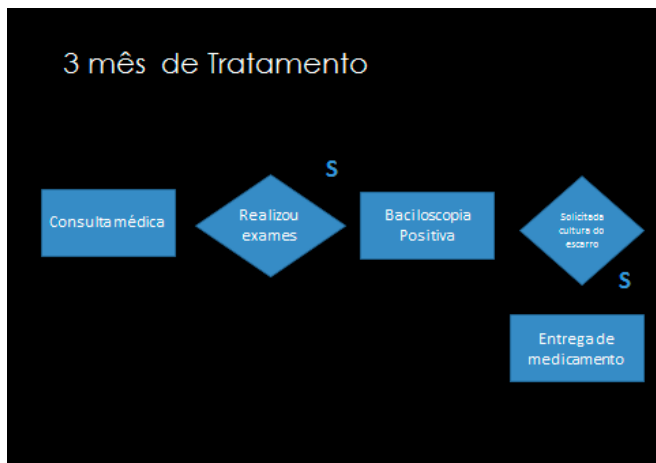 3 mês de Tratamento
S
Consulta médica
Realizou
exames
Baciloscopia
Positiva
Solicitada
cultura do
escarro
S
Entrega de
medicamento